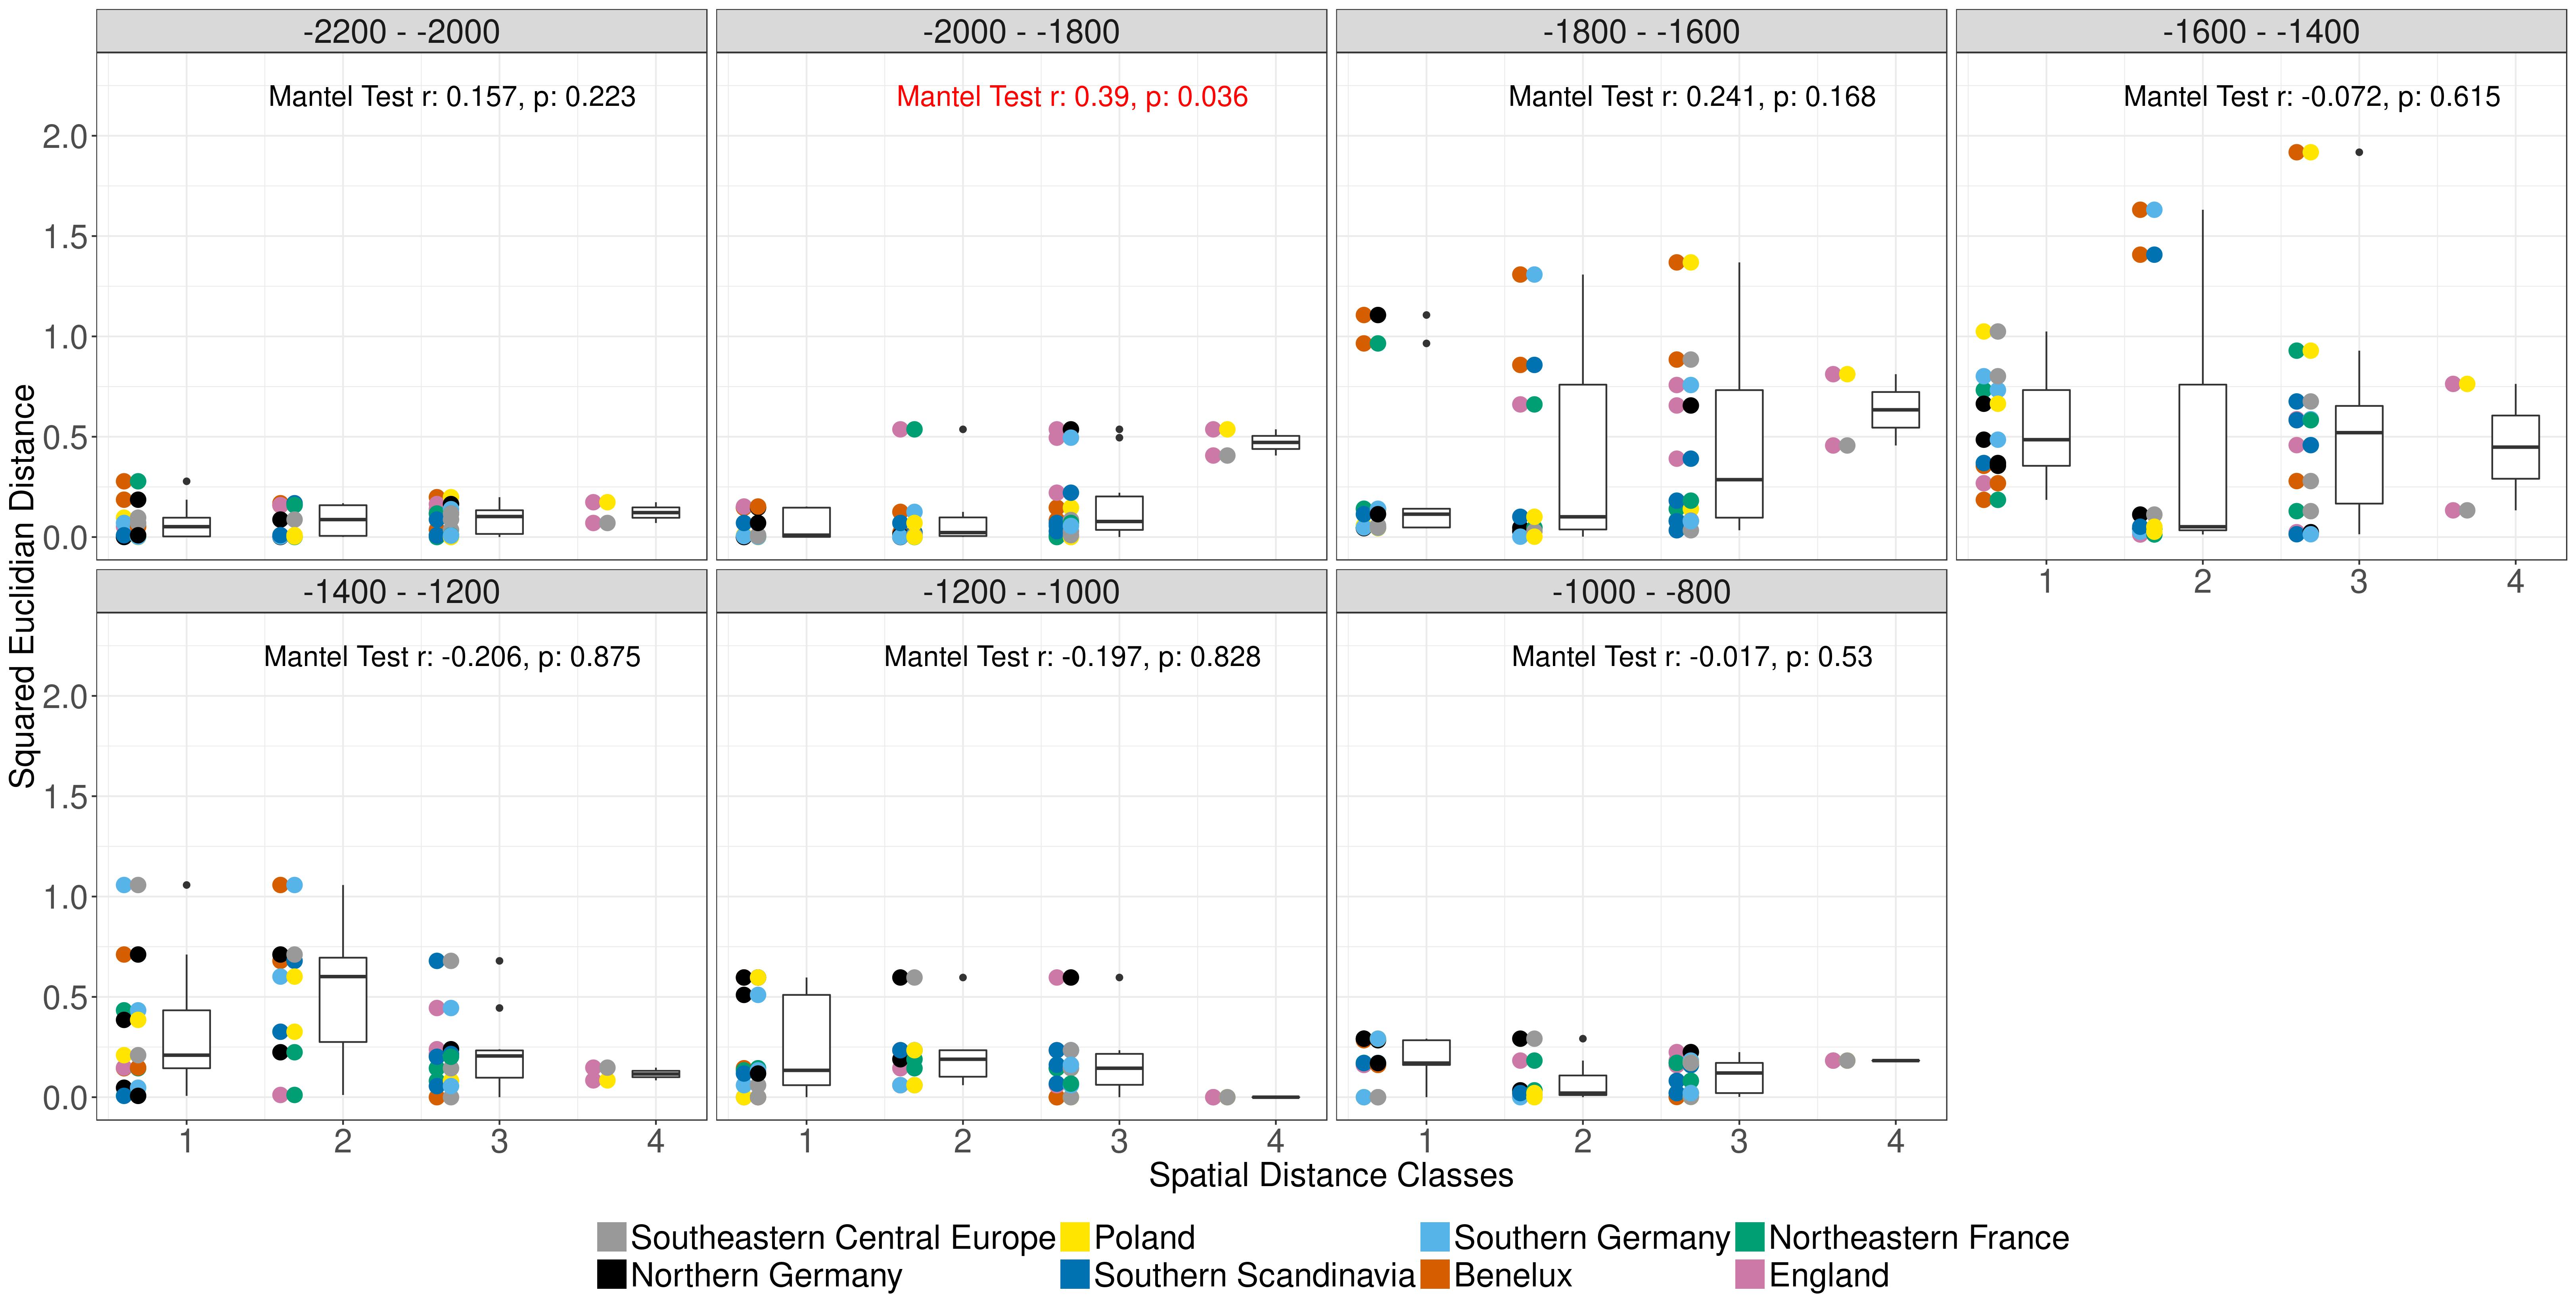 -2200 - -2000
-2000 - -1800
-1800 - -1600
-1600 - -1400
Mantel Test r: 0.157, p: 0.223
Mantel Test r: 0.39, p: 0.036
Mantel Test r: 0.241, p: 0.168
Mantel Test r: -0.072, p: 0.615
2.0
1.5
1.0
0.5
0.0
1 2 3 4
-1400 - -1200
-1200 - -1000
-1000 - -800
Mantel Test r: -0.206, p: 0.875
Mantel Test r: -0.197, p: 0.828
Mantel Test r: -0.017, p: 0.53
2.0
1.5
1.0
0.5
0.0
1 2 3 4
1 2 3 4
1 2 3 4
Squared Euclidian Distance
Spatial Distance Classes
Southeastern Central Europe
Poland
Southern Germany
Northeastern France
Northern Germany
Southern Scandinavia
Benelux
England